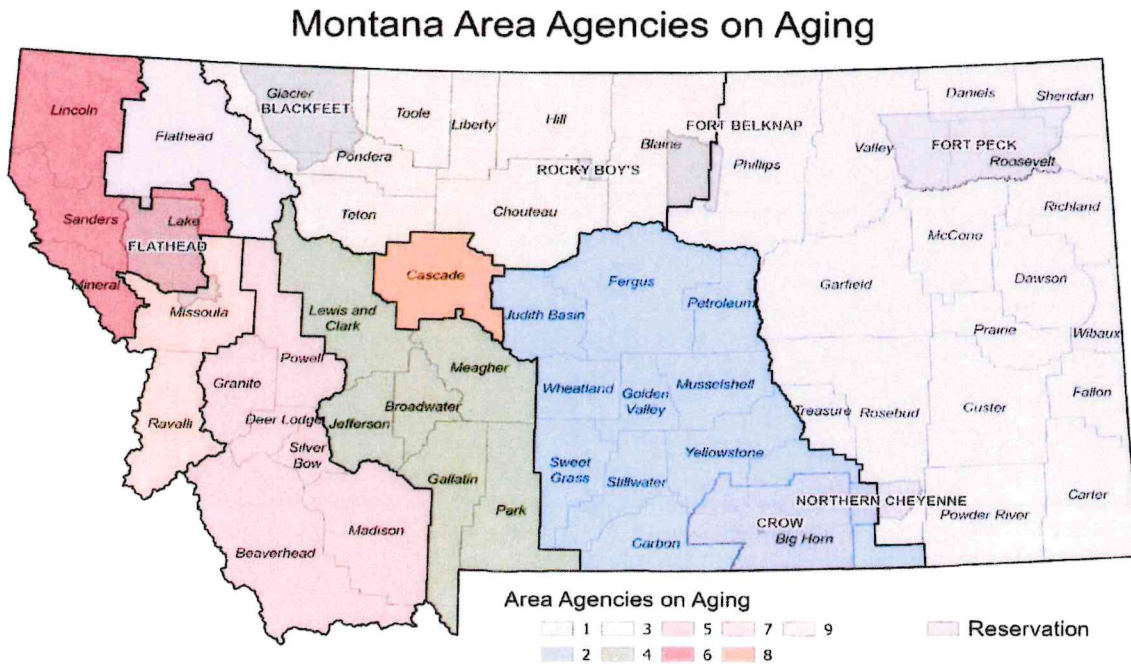 Montana Area Agencies on Aging
Lincoln
Glacier
BLACKFEET
Toole
Liberty
Hill
Daniels
Sheridan
Flathead
Pondera
Blaine
FORT BELKNAP
Phillips
Valley
FORT PECK
Roosevelt
ROCKY BOY'S
Sanders
Lake
FLATHEAD
Teton
Chouteau
Richland
McCone
Mineral
Missoula
Cascade
Fergus
Petroleum
Garfield
Dawson
Lewis and
Clark
Judith Basin
Prairie
Wibaux
Powell
Meagher
Granite
Wheatland
Golden
Valley
Musselshell
Fallon
Ravalli
Deer Lodge
Jefferson
Broadwater
Treasure
Rosebud
Custer
Silver
Bow
Gallatin
Sweet
Grass
Stillwater
Yellowstone
Park
NORTHERN CHEYENNE
Carter
Madison
CROW
Big Horn
Powder River
Beaverhead
Carbon
Area Agencies on Aging
1 3 5 7 9 Reservation
2 4 6 8